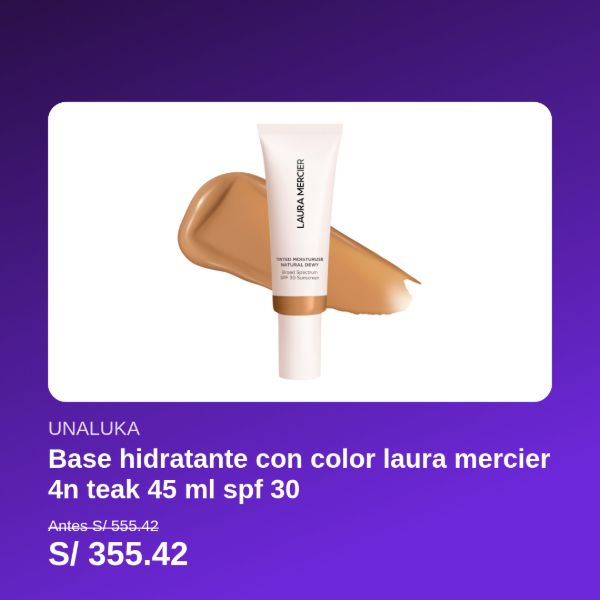 LAURA MERCIER
TINTED MOISTURIZER
NATURAL DEWY
Broad Spectrum
SPF 30 Sunscreen
UNALUKA
Base hidratante con color laura mercier
4n teak 45 ml spf 30
Antes S/ 555.42
S/ 355.42